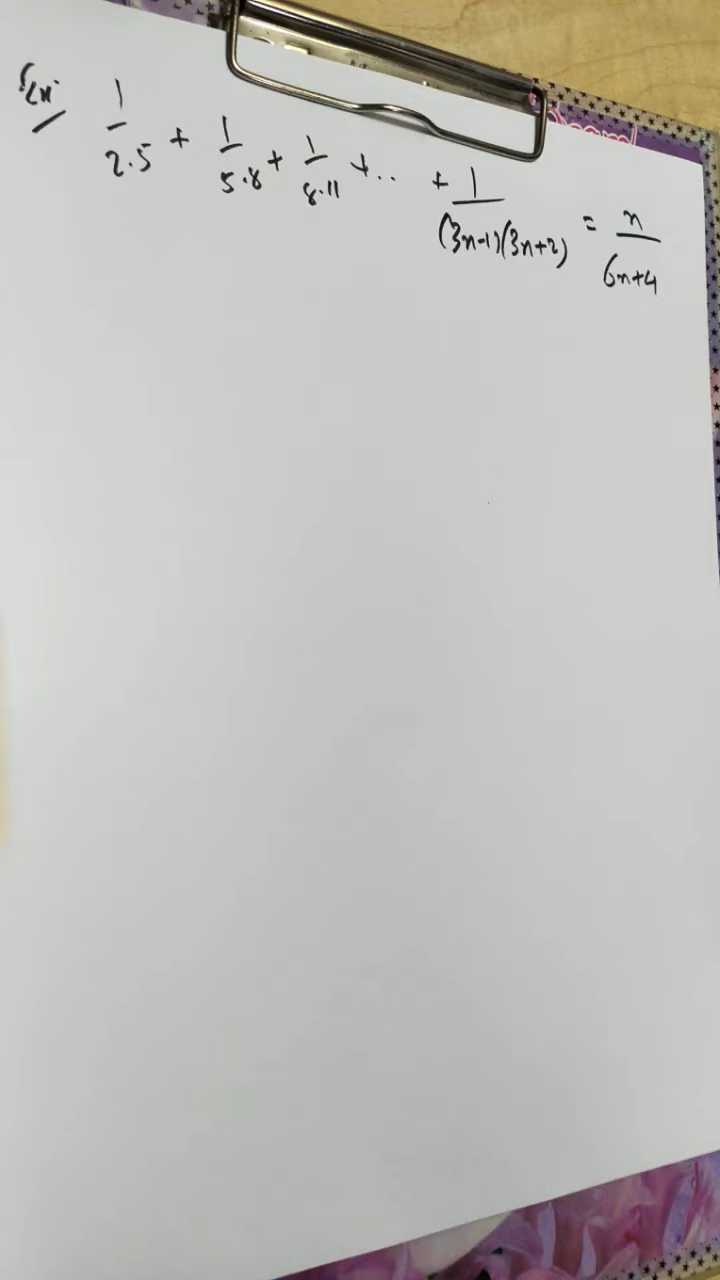 Ex: 1/2.5 + 1/5.8 + 1/8.11 + .. + 1/(3n-1)(3n+2) = n/6n+4